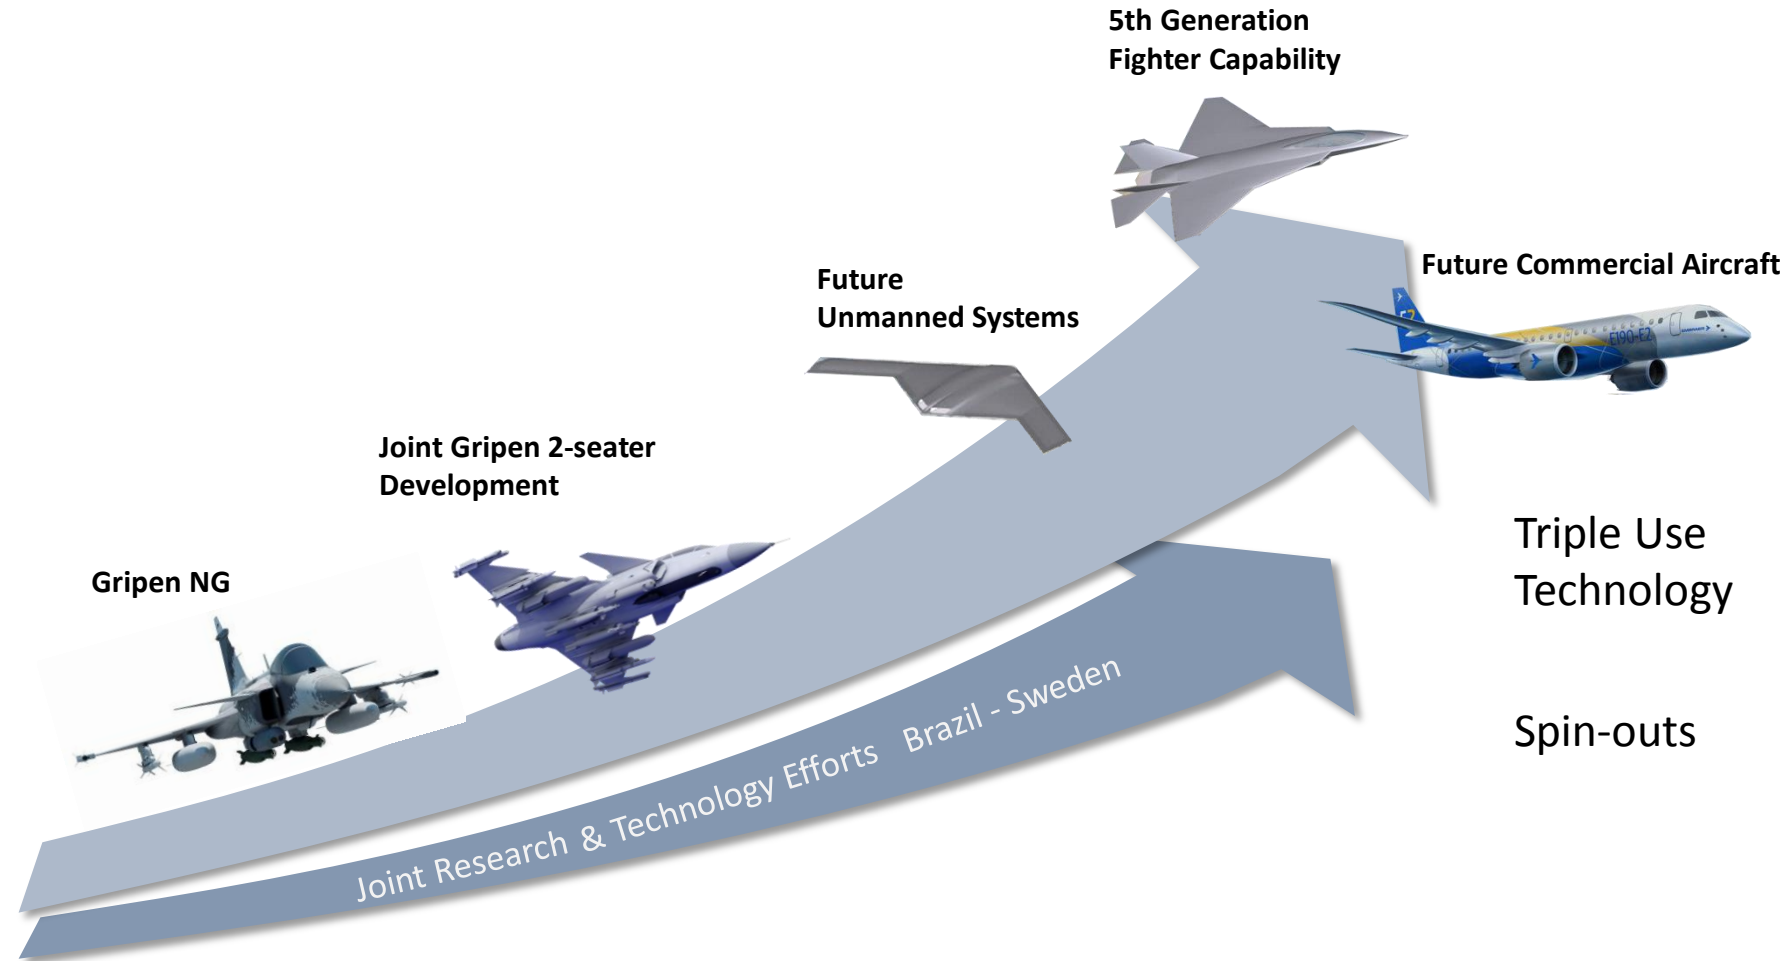 5th Generation
Fighter Capability
Future Commercial Aircraft
Future
Unmanned Systems
E190-E2
Joint Gripen 2-seater
Development
Gripen NG
Triple Use
Technology
Spin-outs
Joint Research & Technology Efforts Brazil - Sweden